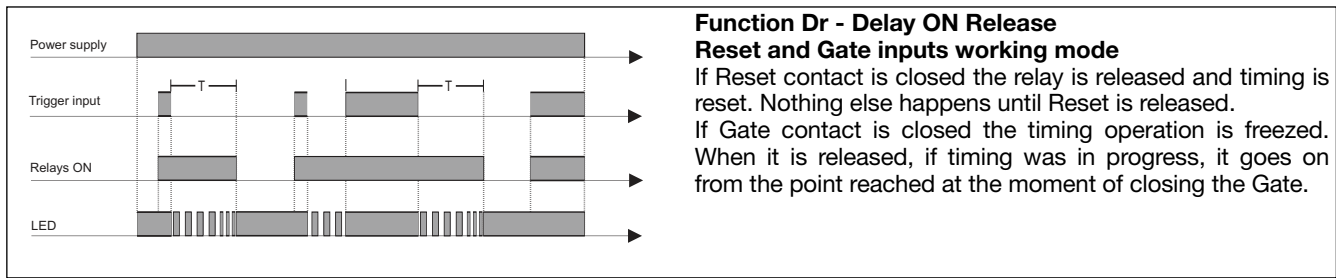 Power supply
T
T
Trigger input
Relays ON
LED
Function Dr - Delay ON Release
Reset and Gate inputs working mode
If Reset contact is closed the relay is released and timing is
reset. Nothing else happens until Reset is released.
If Gate contact is closed the timing operation is freezed.
When it is released, if timing was in progress, it goes on
from the point reached at the moment of closing the Gate.